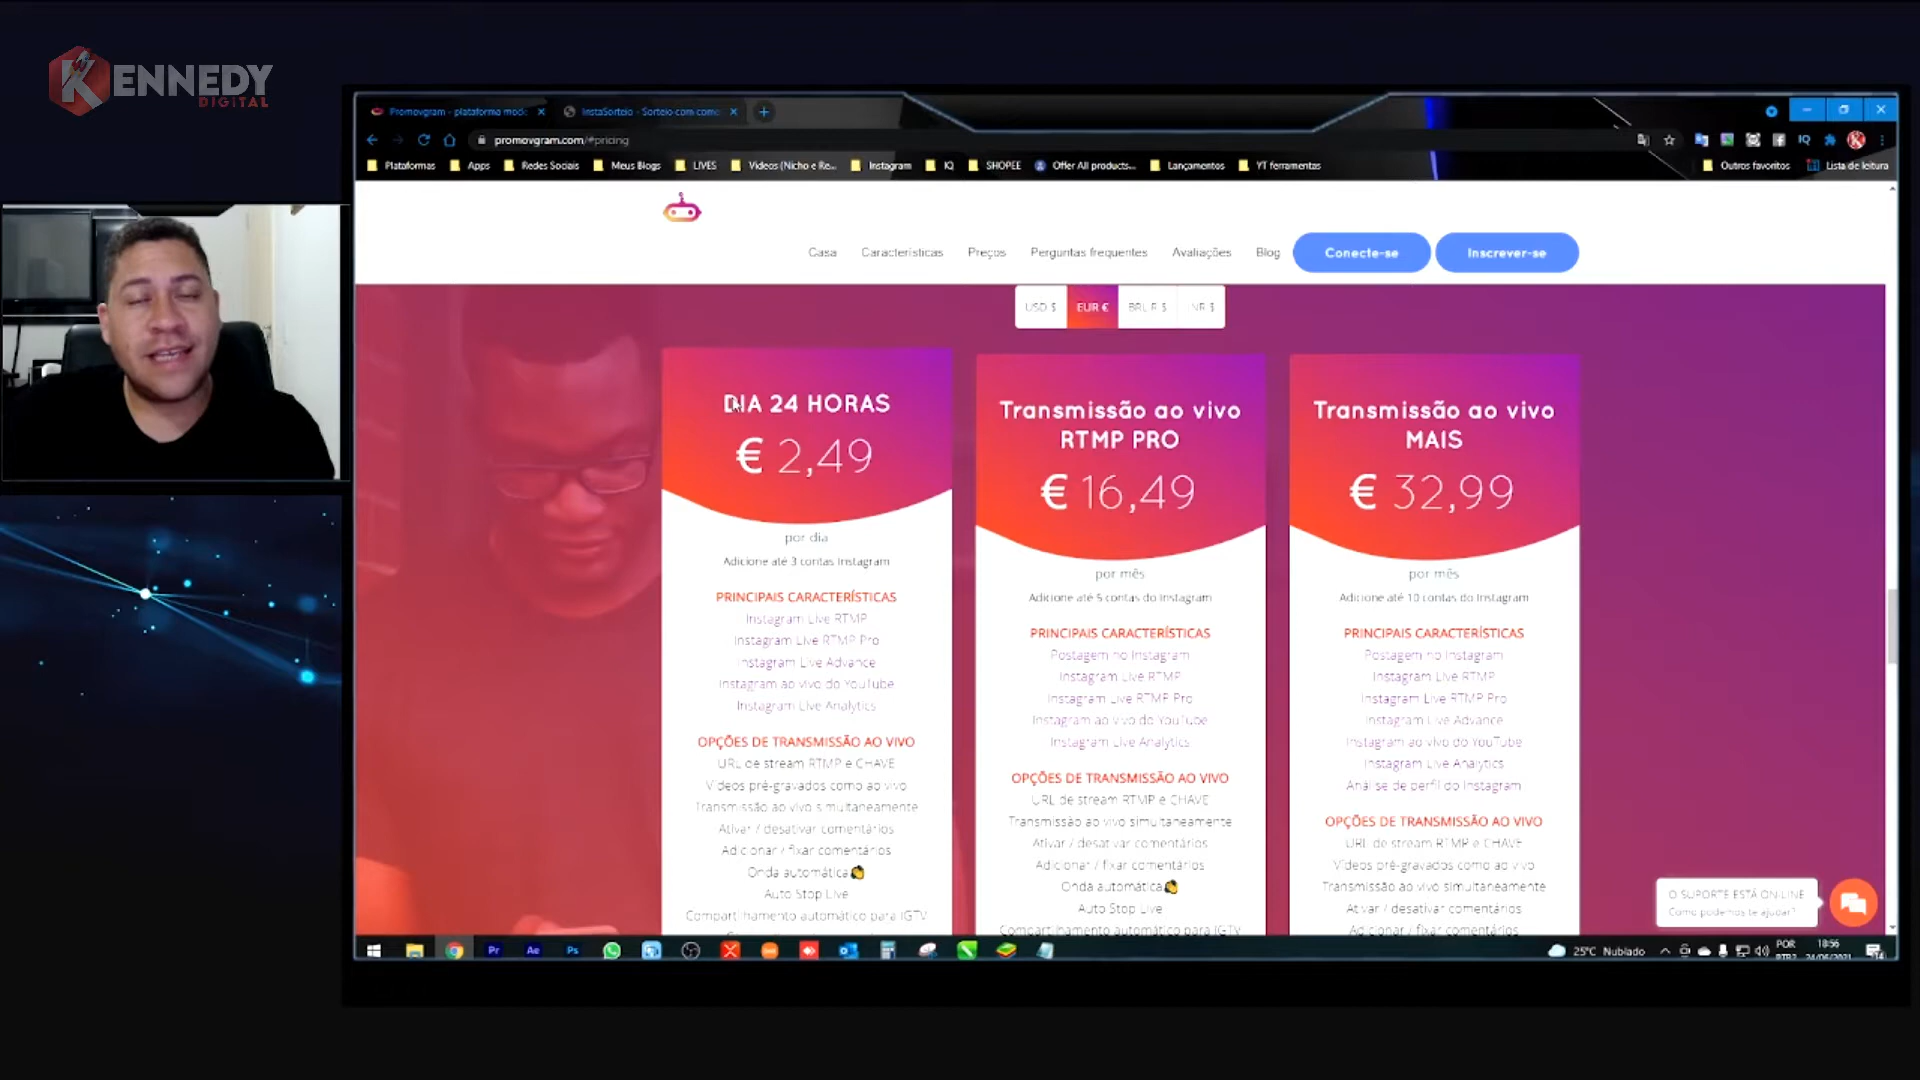 KENNEDY
DIGITAL
Promovgram - plataforma mode
InstaSorteio - Sorteio com come
promovgram.com/#pricing
Plataformas
Apps
Redes Sociais
Meus Blogs
LIVES
Videos (Nicho e Re...
Instagram
IQ
SHOPEE
Offer All products...
Lançamentos
YT ferramentas
Outros favoritos
Lista de leitura
Casa
Características
Preços
Perguntas frequentes
Avaliações
Blog
Conecte-se
Inscrever-se
USD $
EUR €
BRL R $
DIA 24 HORAS
€ 2,49
por dia
Adicione até 3 contas Instagram
PRINCIPAIS CARACTERÍSTICAS
Instagram Live RTMP
Instagram Live RTMP Pro
Instagram Live Advance
Instagram ao vivo do YouTube
Instagram Live Analytics
OPÇÕES DE TRANSMISSÃO AO VIVO
URL de stream RTMP e CHAVE
Vídeos pré-gravados como ao vivo
Transmissão ao vivo simultaneamente
Ativar / desativar comentários
Adicionar / fixar comentários
Onda automática👏
Auto Stop Live
Compartilhamento automático para IGTV
Transmissão ao vivo
RTMP PRO
€ 16,49
por mês
Adicione até 5 contas do Instagram
PRINCIPAIS CARACTERÍSTICAS
Postagem no Instagram
Instagram Live RTMP
Instagram Live RTMP Pro
Instagram ao vivo do YouTube
Instagram Live Analytics
OPÇÕES DE TRANSMISSÃO AO VIVO
URL de stream RTMP e CHAVE
Transmissão ao vivo simultaneamente
Ativar / desativar comentários
Adicionar / fixar comentários
Onda automática👏
Auto Stop Live
Compartilhamento automático para IGTV
Transmissão ao vivo
MAIS
€ 32,99
por mês
Adicione até 10 contas do Instagram
PRINCIPAIS CARACTERÍSTICAS
Postagem no Instagram
Instagram Live RTMP
Instagram Live RTMP Pro
Instagram Live Advance
Instagram ao vivo do YouTube
Instagram Live Analytics
Análise de perfil do Instagram
OPÇÕES DE TRANSMISSÃO AO VIVO
URL de stream RTMP e CHAVE
Vídeos pré-gravados como ao vivo
Transmissão ao vivo simultaneamente
Ativar / desativar comentários
Adicionar / fixar comentários
O SUPORTE ESTÁ ON-LINE
Como podemos te ajudar?
Pr
Ae
Ps
25°C Nublado
POR
18:56
24/06/2021